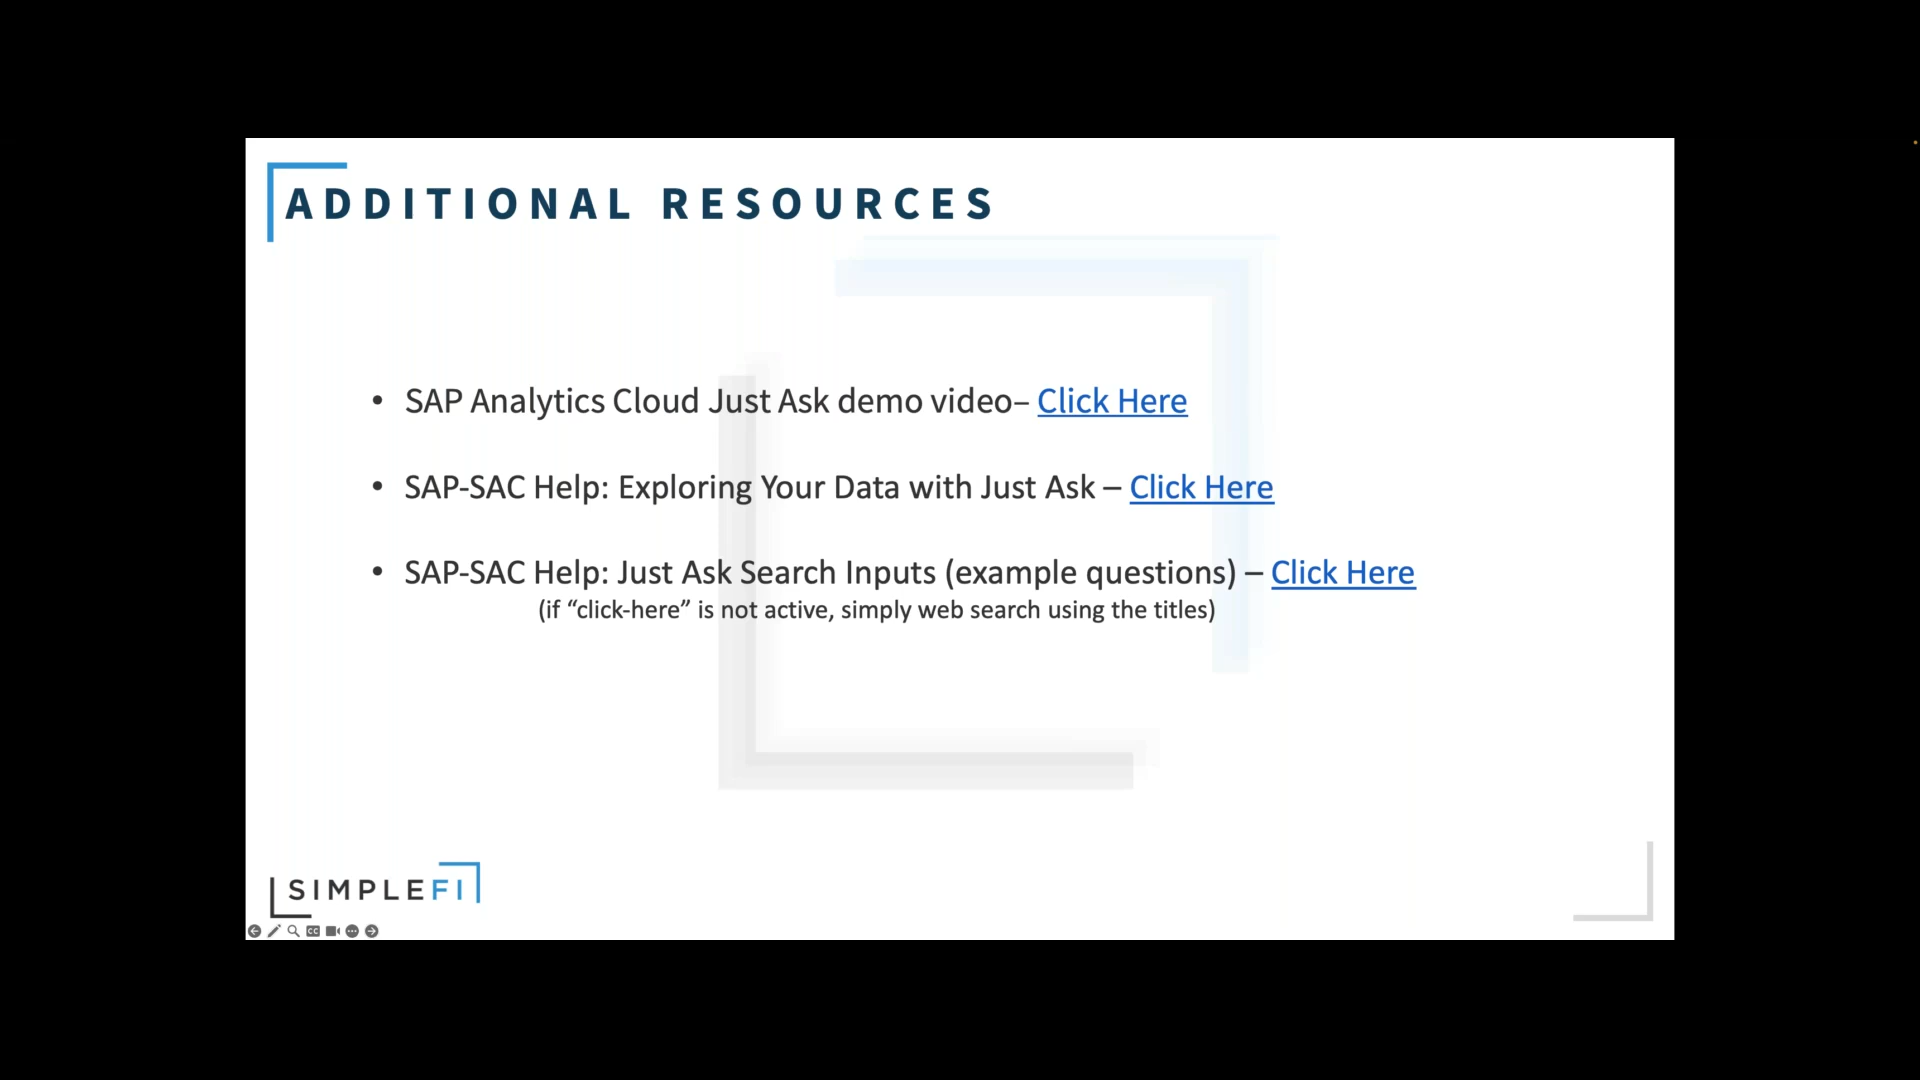 ADDITIONAL RESOURCES
• SAP Analytics Cloud Just Ask demo video– Click Here
• SAP-SAC Help: Exploring Your Data with Just Ask – Click Here
• SAP-SAC Help: Just Ask Search Inputs (example questions) – Click Here
(if “click-here” is not active, simply web search using the titles)
SIMPLEFI
CC